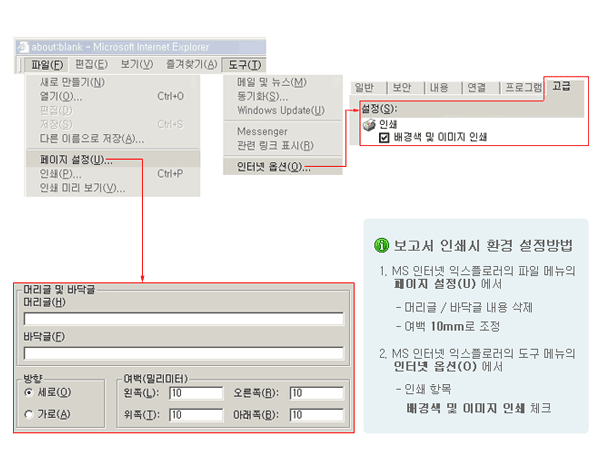 about:blank - Microsoft Internet Explorer
파일(F) 편집(E) 보기(V) 즐겨찾기(A) 도구(T)
새로 만들기(N)
열기(O)... Ctrl+O
편집(D)
저장(S) Ctrl+S
다른 이름으로 저장(A)...
페이지 설정(U)...
인쇄(P)... Ctrl+P
인쇄 미리 보기(V)...
메일 및 뉴스(M)
동기화(S)...
Windows Update(U)
Messenger
관련 링크 표시(R)
인터넷 옵션(O)...
일반 보안 내용 연결 프로그램 고급
설정(S):
인쇄
배경색 및 이미지 인쇄
머리글 및 바닥글
머리글(H)
바닥글(F)
방향
세로(O)
가로(A)
여백(밀리미터)
왼쪽(L): 10 오른쪽(R): 10
위쪽(T): 10 아래쪽(B): 10
보고서 인쇄시 환경 설정방법
1. MS 인터넷 익스플로러의 파일 메뉴의
페이지 설정(U) 에서
- 머리글 / 바닥글 내용 삭제
- 여백 10mm로 조정
2. MS 인터넷 익스플로러의 도구 메뉴의
인터넷 옵션(O) 에서
- 인쇄 항목
배경색 및 이미지 인쇄 체크